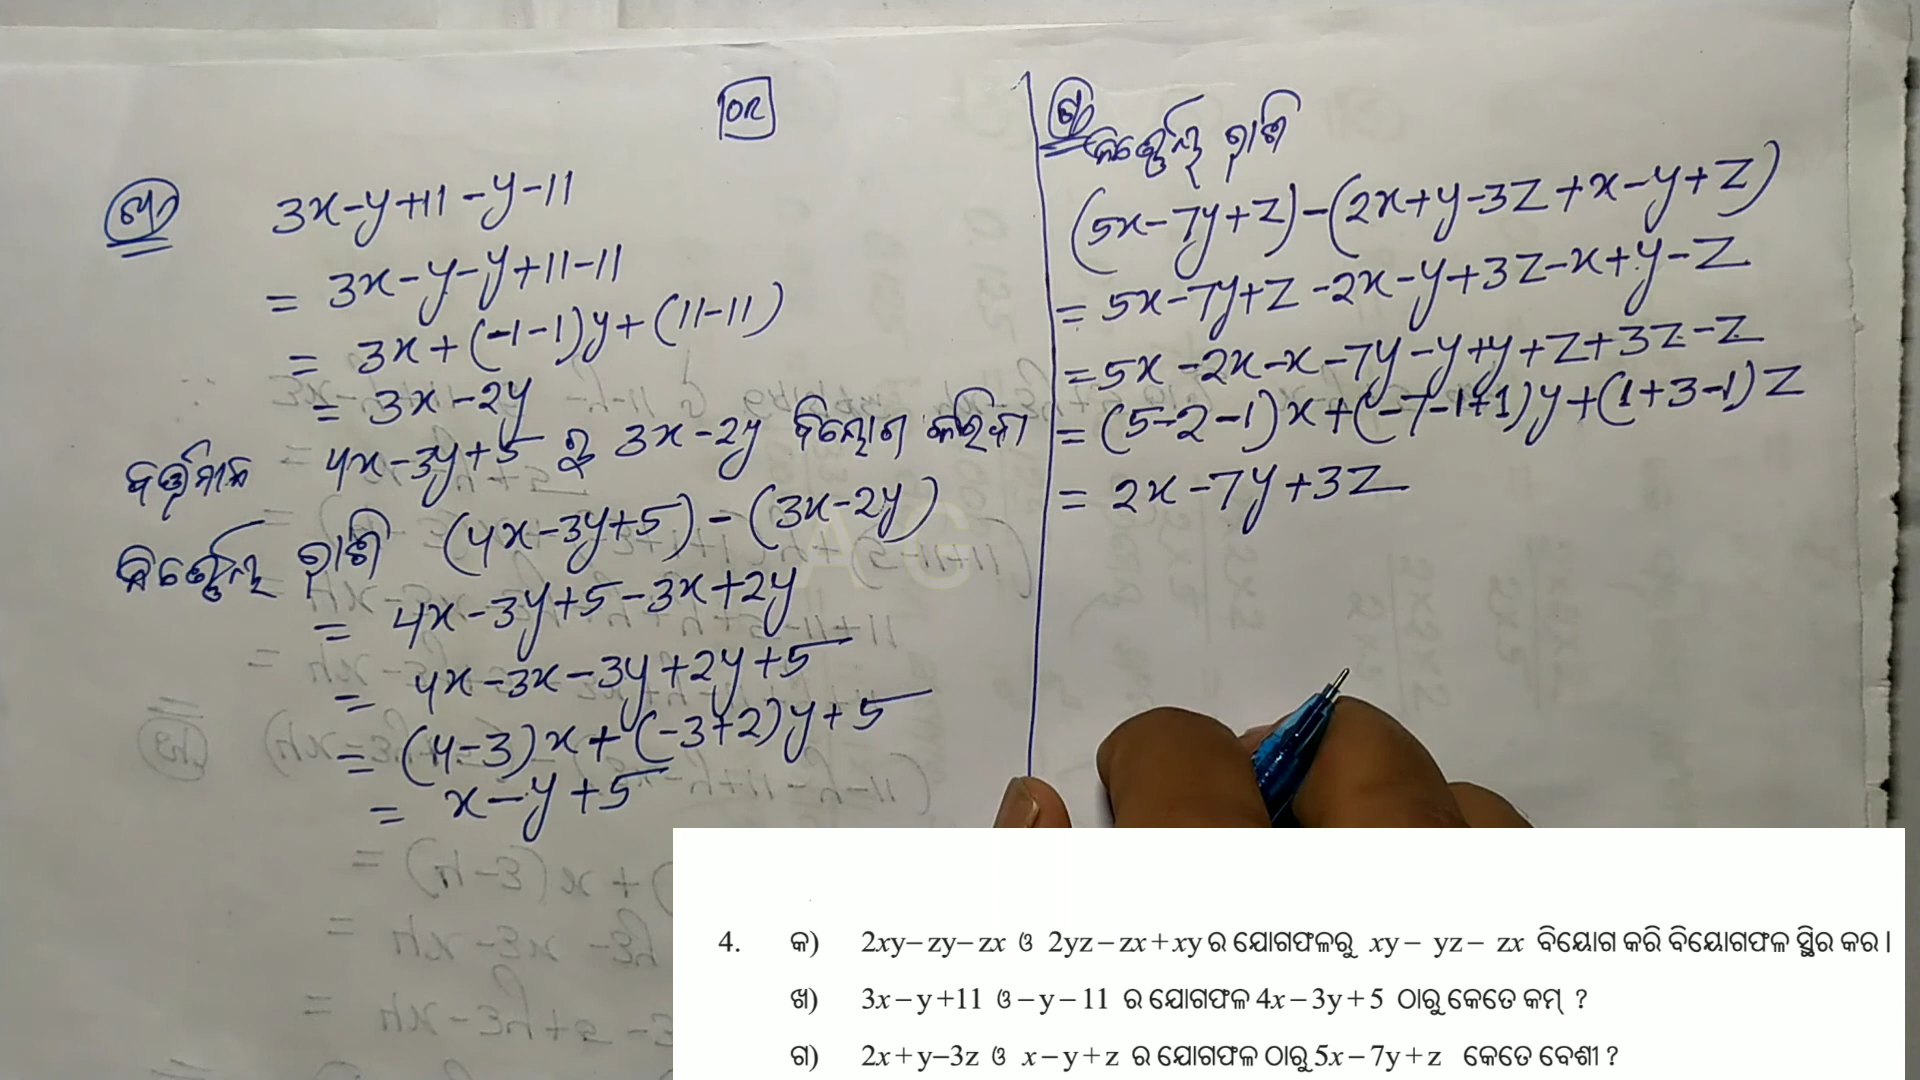 OR
ଖ)
3x-y+11-y-11
= 3x-y-y+11-11
= 3x+(-1-1)y+(11-11)
= 3x-2y
ବର୍ତ୍ତମାନ 4x-3y+5 ରୁ 3x-2y ବିୟୋଗ କରିବା
ନିର୍ଣ୍ଣେୟ ରାଶି (4x-3y+5)-(3x-2y)
= 4x-3y+5-3x+2y
= 4x-3x-3y+2y+5
= (4-3)x+(-3+2)y+5
= x-y+5
ଗ)
ନିର୍ଣ୍ଣେୟ ରାଶି
(5x-7y+z)-(2x+y-3z+x-y+z)
= 5x-7y+z-2x-y+3z-x+y-z
= 5x-2x-x-7y-y+y+z+3z-z
= (5-2-1)x+(-7-1+1)y+(1+3-1)z
= 2x-7y+3z
AG
4. କ) 2xy–zy–zx ଓ 2yz–zx+xy ର ଯୋଗଫଳରୁ xy– yz– zx ବିୟୋଗ କରି ବିୟୋଗଫଳ ସ୍ଥିର କର।
ଖ) 3x–y+11 ଓ –y–11 ର ଯୋଗଫଳ 4x–3y+5 ଠାରୁ କେତେ କମ୍ ?
ଗ) 2x+y–3z ଓ x–y+z ର ଯୋଗଫଳ ଠାରୁ 5x–7y+z କେତେ ବେଶୀ ?